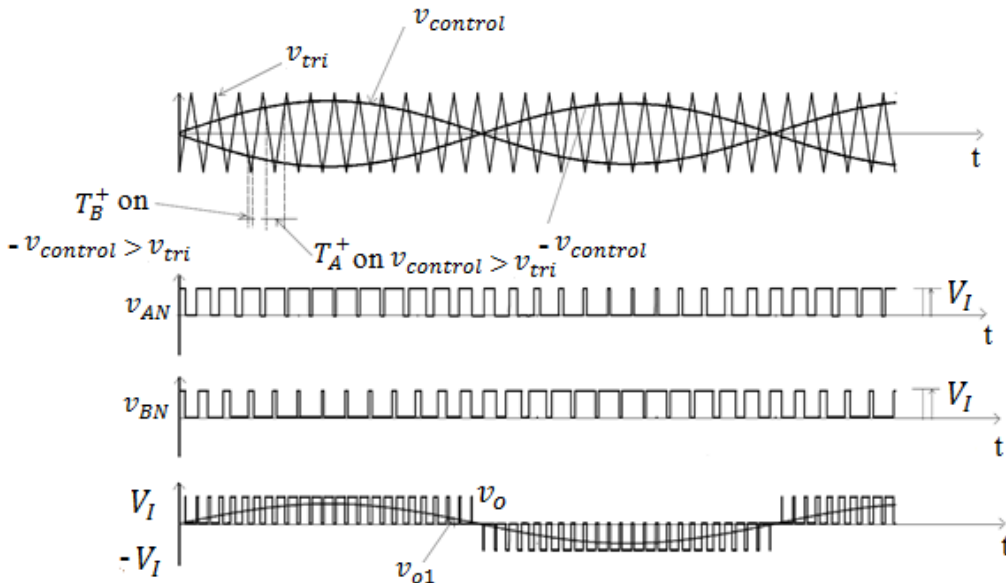 v_control
v_tri
t
T_B^+ on
- v_control > v_tri
T_A^+ on v_control > v_tri
-v_control
v_AN
V_I
t
v_BN
V_I
t
V_I
v_o
t
- V_I
v_o1